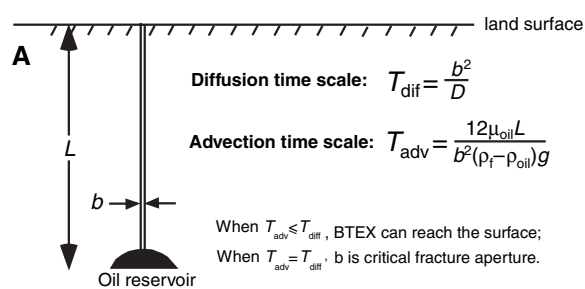 land surface
A
Diffusion time scale: T_dif = b²/D
L
Advection time scale: T_adv = 12μ_oil L / b²(ρ_f–ρ_oil)g
b
When T_adv ⩽ T_diff, BTEX can reach the surface;
When T_adv = T_diff, b is critical fracture aperture.
Oil reservoir